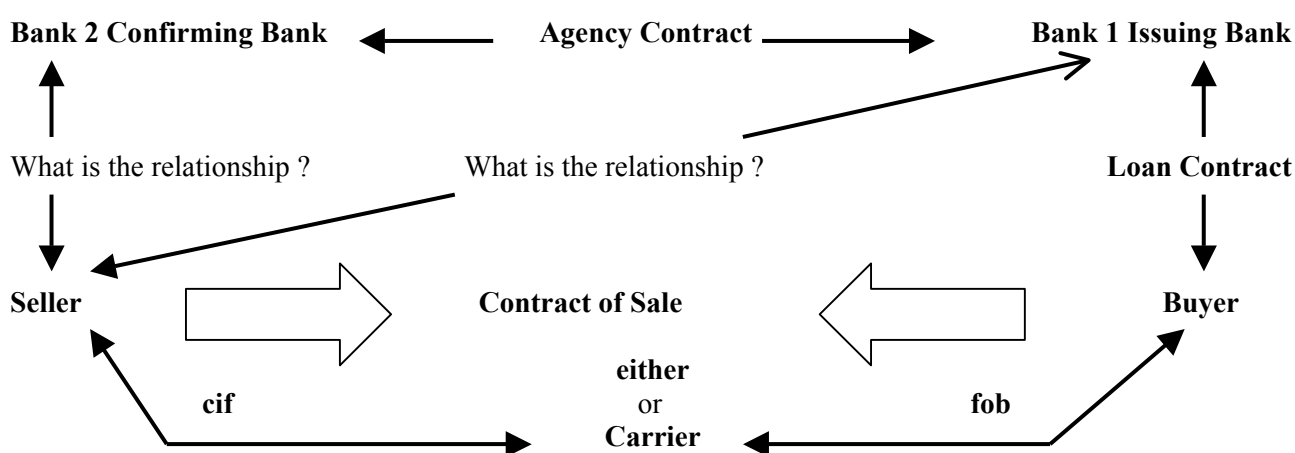 Bank 2 Confirming Bank Agency Contract Bank 1 Issuing Bank
What is the relationship ? What is the relationship ? Loan Contract
Seller Contract of Sale Buyer
either
cif or fob
Carrier